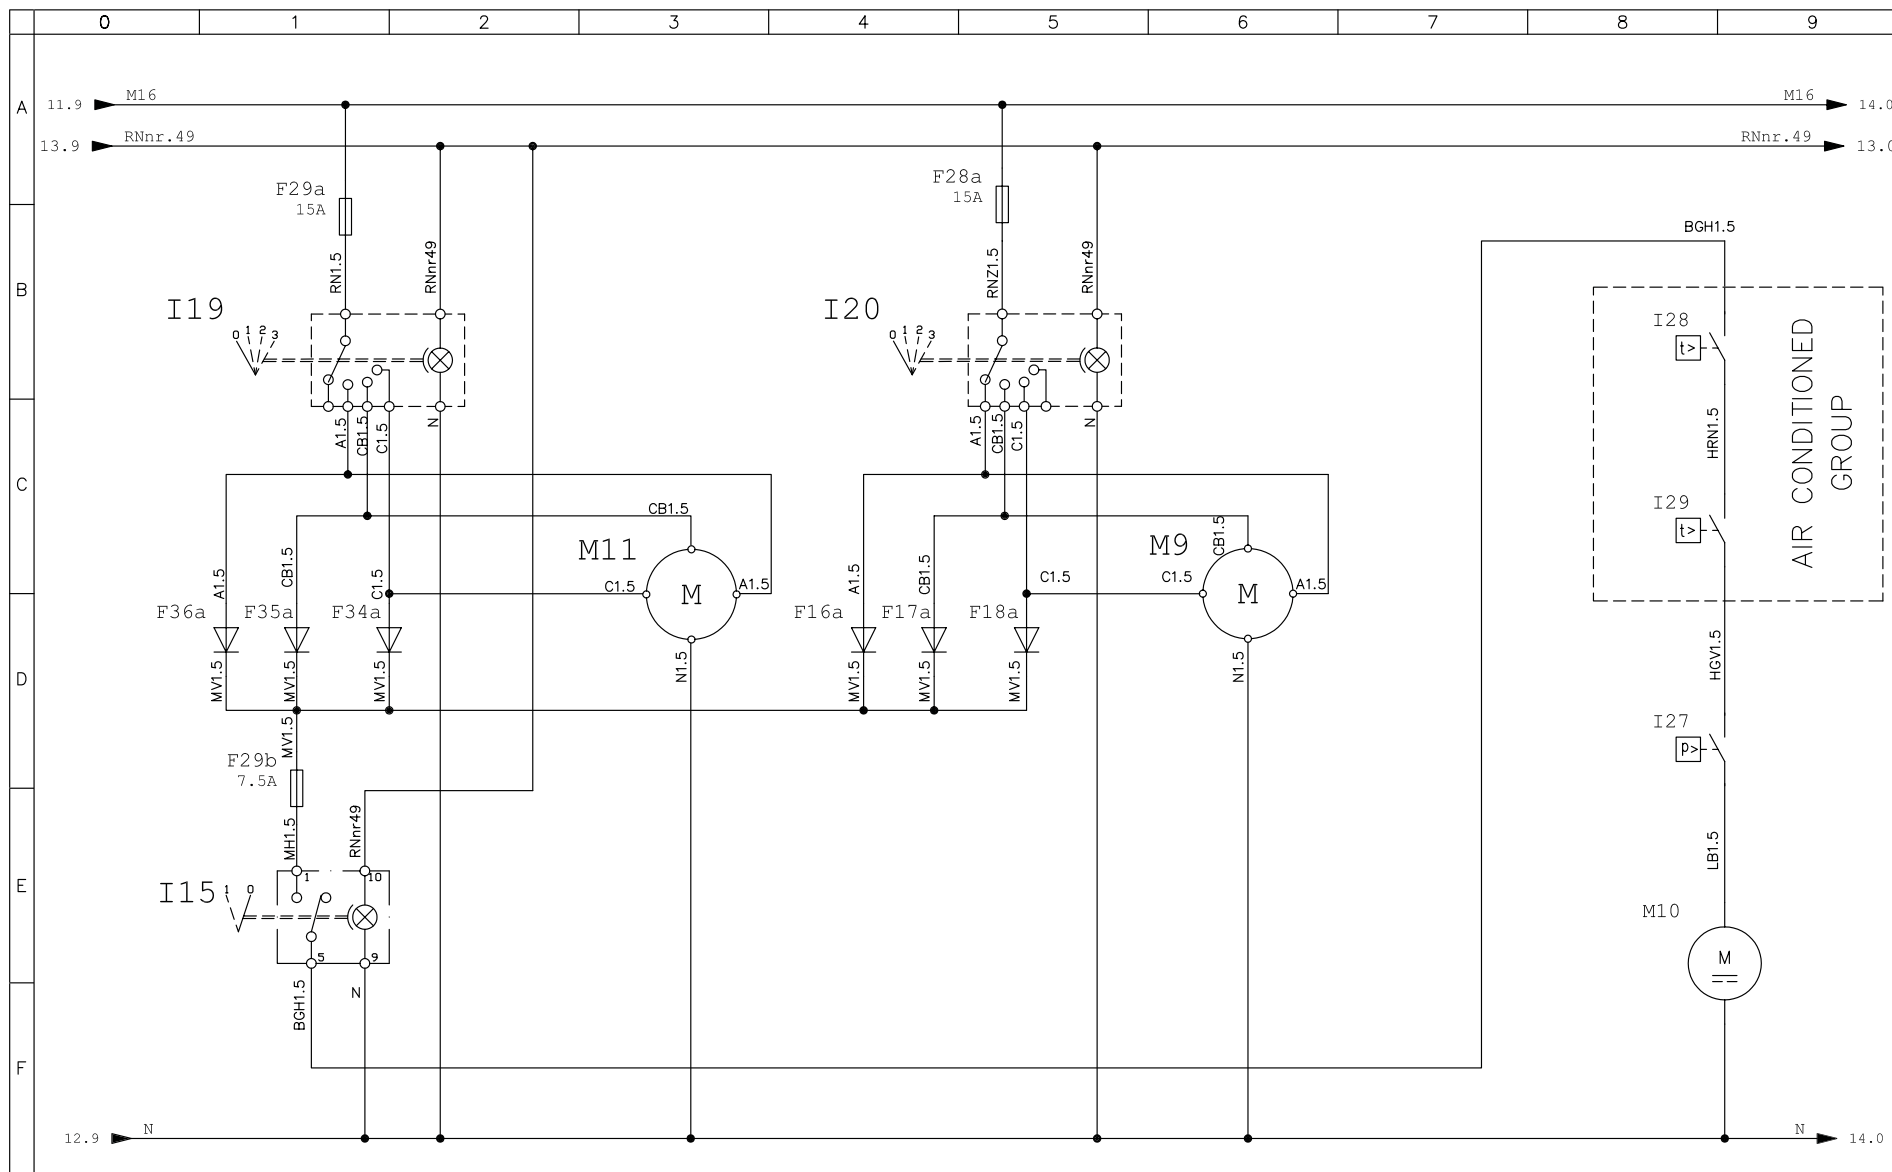 0 1 2 3 4 5 6 7 8 9
A
11.9 M16 M16 14.0
13.9 RNnr.49 RNnr.49
F29a
15A
F28a
15A
BGH1.5
RN1.5
RNnr49
RNZ1.5
RNnr49
B
I19
0 1 2 3
I20
0 1 2 3
I28
t>
AIR CONDITIONED
GROUP
A1.5
CB1.5
C1.5
N
A1.5
CB1.5
C1.5
N
HRN1.5
C
I29
t>
CB1.5
M11
M9
CB1.5
A1.5
CB1.5
C1.5
C1.5
M
A1.5
A1.5
CB1.5
C1.5
C1.5
M
A1.5
F36a
F35a
F34a
F16a
F17a
F18a
MV1.5
MV1.5
MV1.5
N1.5
MV1.5
MV1.5
MV1.5
N1.5
HGV1.5
D
I27
p>
MV1.5
F29b
7.5A
MH1.5
RNnr49
LB1.5
E
I15
1 0
1
10
5
9
M10
M
BGH1.5
N
F
12.9 N N 14.0